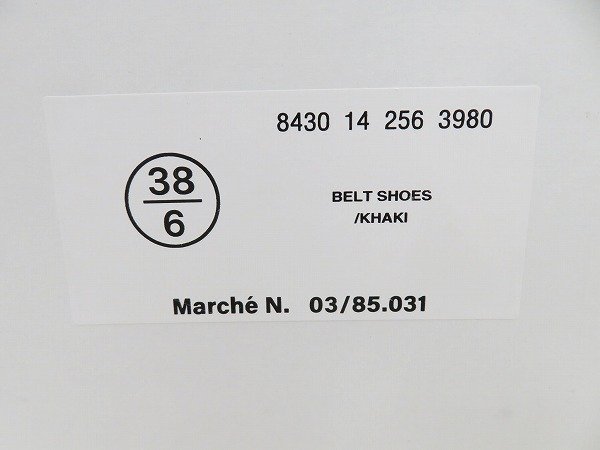 8430 14 256 3980
38
6
BELT SHOES
/KHAKI
Marché N. 03/85.031